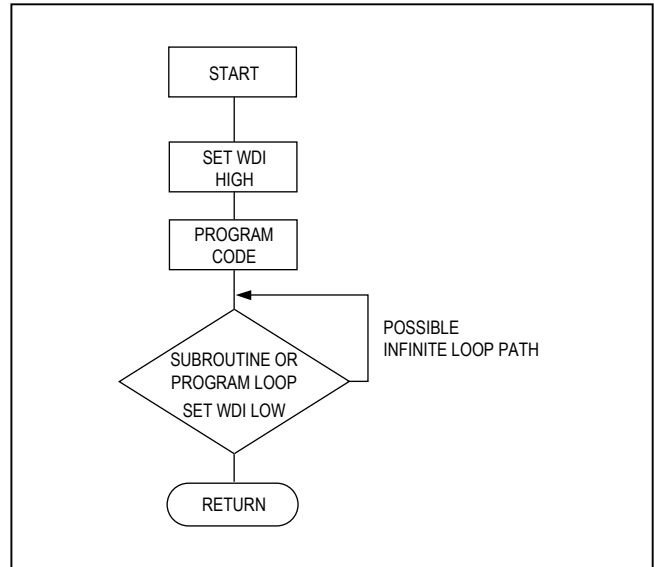 START
SET WDI
HIGH
PROGRAM
CODE
POSSIBLE
INFINITE LOOP PATH
SUBROUTINE OR
PROGRAM LOOP
SET WDI LOW
RETURN